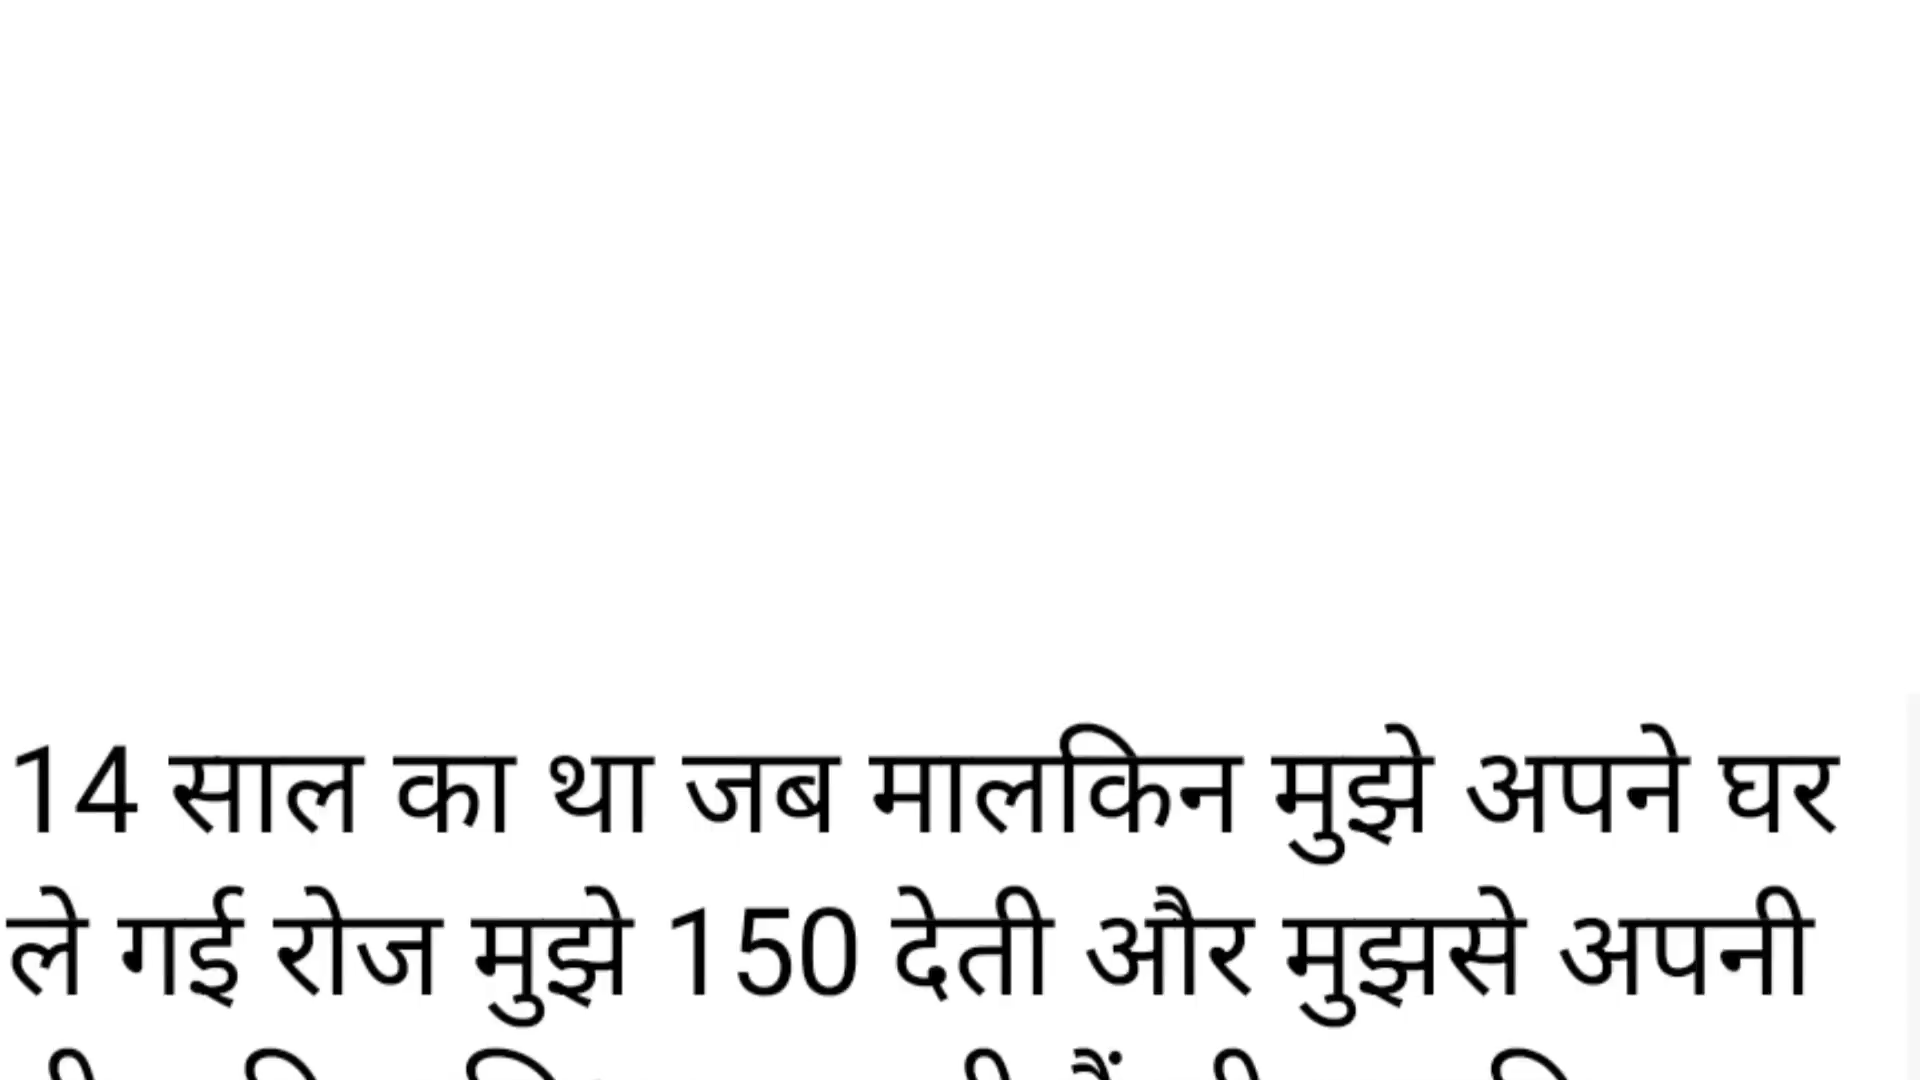 14 साल का था जब मालकिन मुझे अपने घर
ले गई रोज मुझे 150 देती और मुझसे अपनी